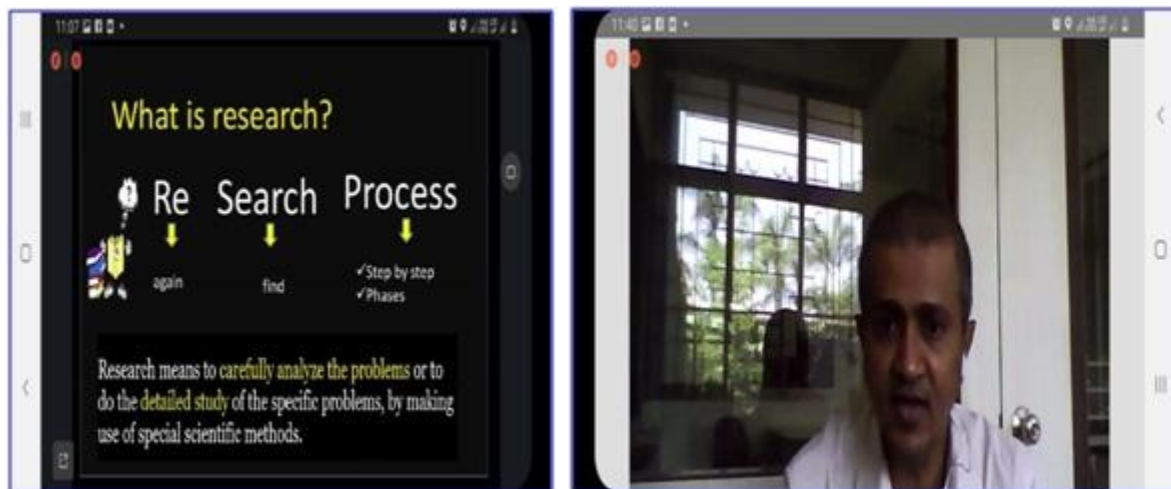 11:07
What is research?
Re Search Process
again find ✓Step by step
✓Phases
Research means to carefully analyze the problems or to
do the detailed study of the specific problems, by making
use of special scientific methods.
11:40